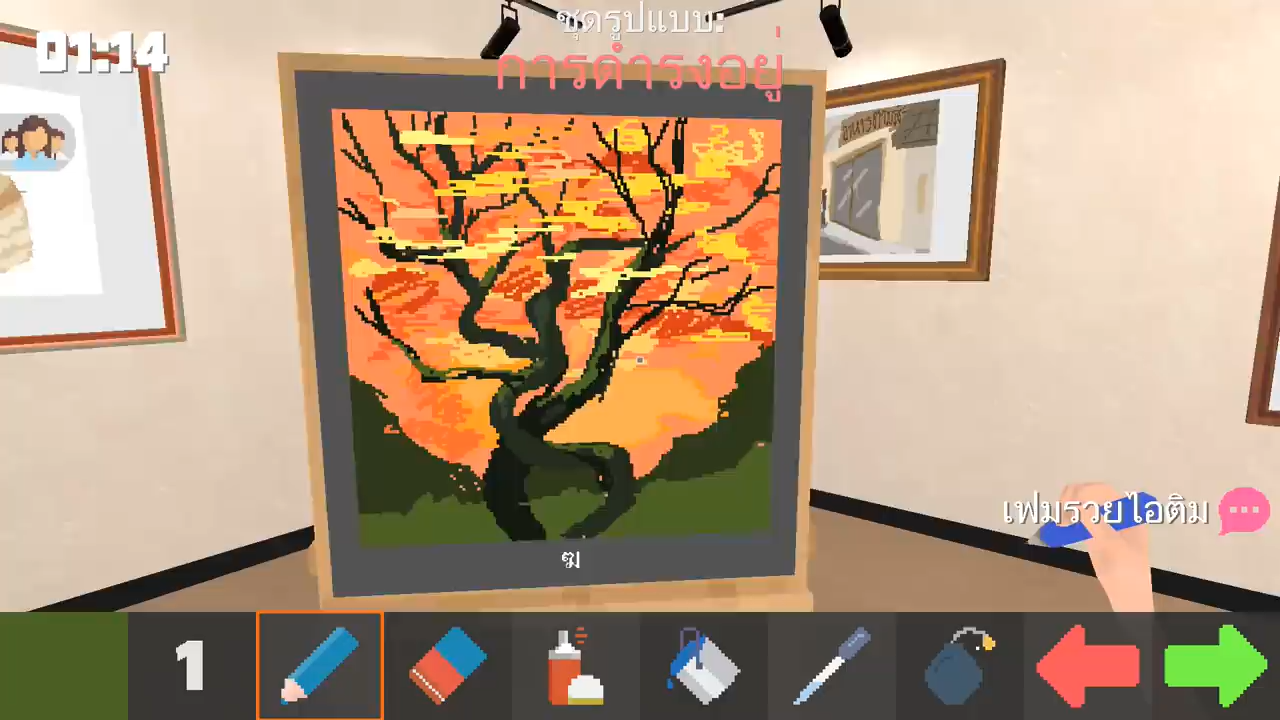 ชุดรูปแบบ:
01:14
การดำรงอยู่
เฟมรวยไอติม
ฆ
1